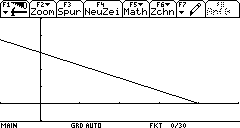 F1 F2 Zoom F3 Spur F4 NeuZei F5 Math F6 Zchn F7
MAIN GRD AUTO FKT 0/30